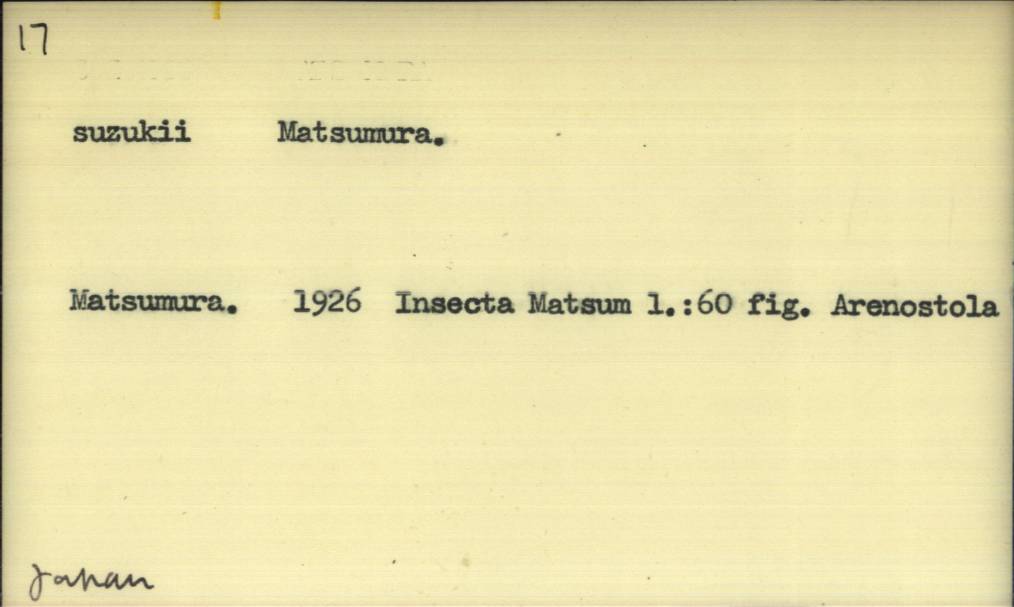 17
suzukii Matsumura.
Matsumura. 1926 Insecta Matsum 1.:60 fig. Arenostola
Japan